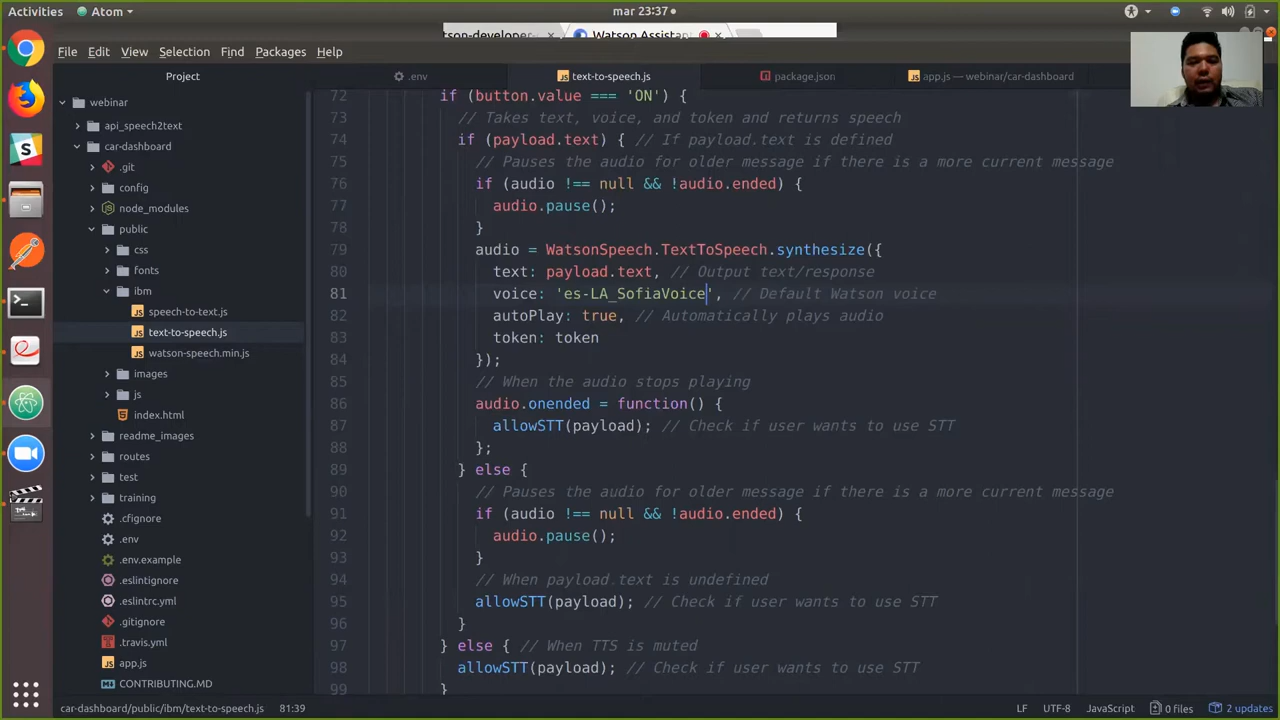 Activities
Atom
mar 23:37
tson-developer-
Watson Assistan
File Edit View Selection Find Packages Help
Project
.env
text-to-speech.js
package.json
app.js — webinar/car-dashboard
webinar
api_speech2text
car-dashboard
.git
config
node_modules
public
css
fonts
ibm
speech-to-text.js
text-to-speech.js
watson-speech.min.js
images
js
index.html
readme_images
routes
test
training
.cfignore
.env
.env.example
.eslintignore
.eslintrc.yml
.gitignore
.travis.yml
app.js
CONTRIBUTING.MD
72 if (button.value === 'ON') {
73 // Takes text, voice, and token and returns speech
74 if (payload.text) { // If payload.text is defined
75 // Pauses the audio for older message if there is a more current message
76 if (audio !== null && !audio.ended) {
77 audio.pause();
78 }
79 audio = WatsonSpeech.TextToSpeech.synthesize({
80 text: payload.text, // Output text/response
81 voice: 'es-LA_SofiaVoice', // Default Watson voice
82 autoPlay: true, // Automatically plays audio
83 token: token
84 });
85 // When the audio stops playing
86 audio.onended = function() {
87 allowSTT(payload); // Check if user wants to use STT
88 };
89 } else {
90 // Pauses the audio for older message if there is a more current message
91 if (audio !== null && !audio.ended) {
92 audio.pause();
93 }
94 // When payload.text is undefined
95 allowSTT(payload); // Check if user wants to use STT
96 }
97 } else { // When TTS is muted
98 allowSTT(payload); // Check if user wants to use STT
99 }
car-dashboard/public/ibm/text-to-speech.js 81:39
LF UTF-8 JavaScript 0 files 2 updates